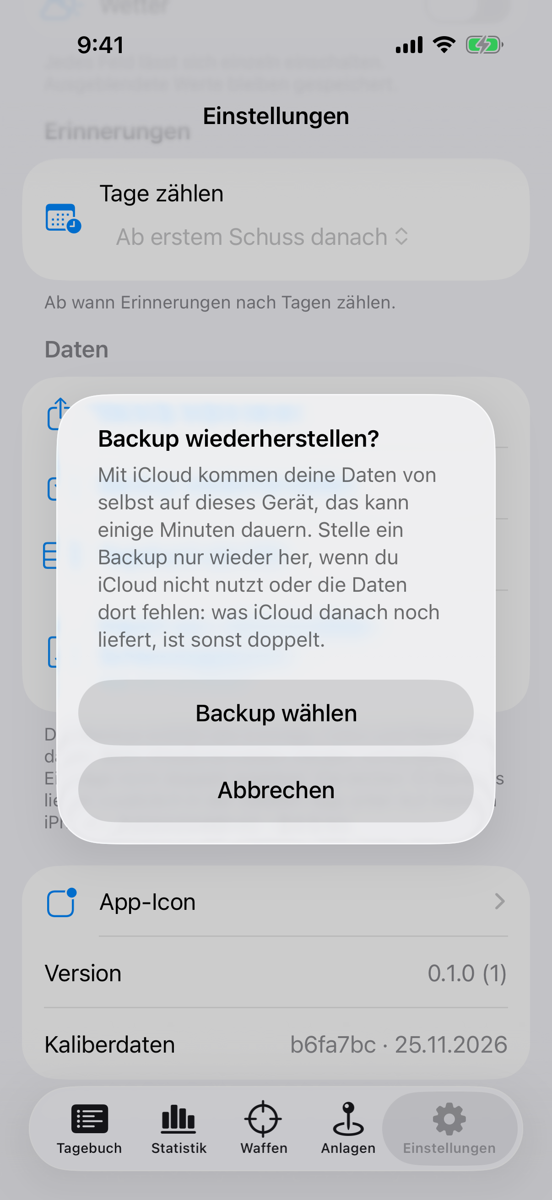 Wetter
9:41
Einstellungen
Erinnerungen
Tage zählen
Ab erstem Schuss danach
Ab wann Erinnerungen nach Tagen zählen.
Daten
Backup wiederherstellen?
Mit iCloud kommen deine Daten von
selbst auf dieses Gerät, das kann
einige Minuten dauern. Stelle ein
Backup nur wieder her, wenn du
iCloud nicht nutzt oder die Daten
dort fehlen: was iCloud danach noch
liefert, ist sonst doppelt.
Backup wählen
Abbrechen
App-Icon
Version
0.1.0 (1)
Kaliberdaten
b6fa7bc · 25.11.2026
Tagebuch
Statistik
Waffen
Anlagen
Einstellungen